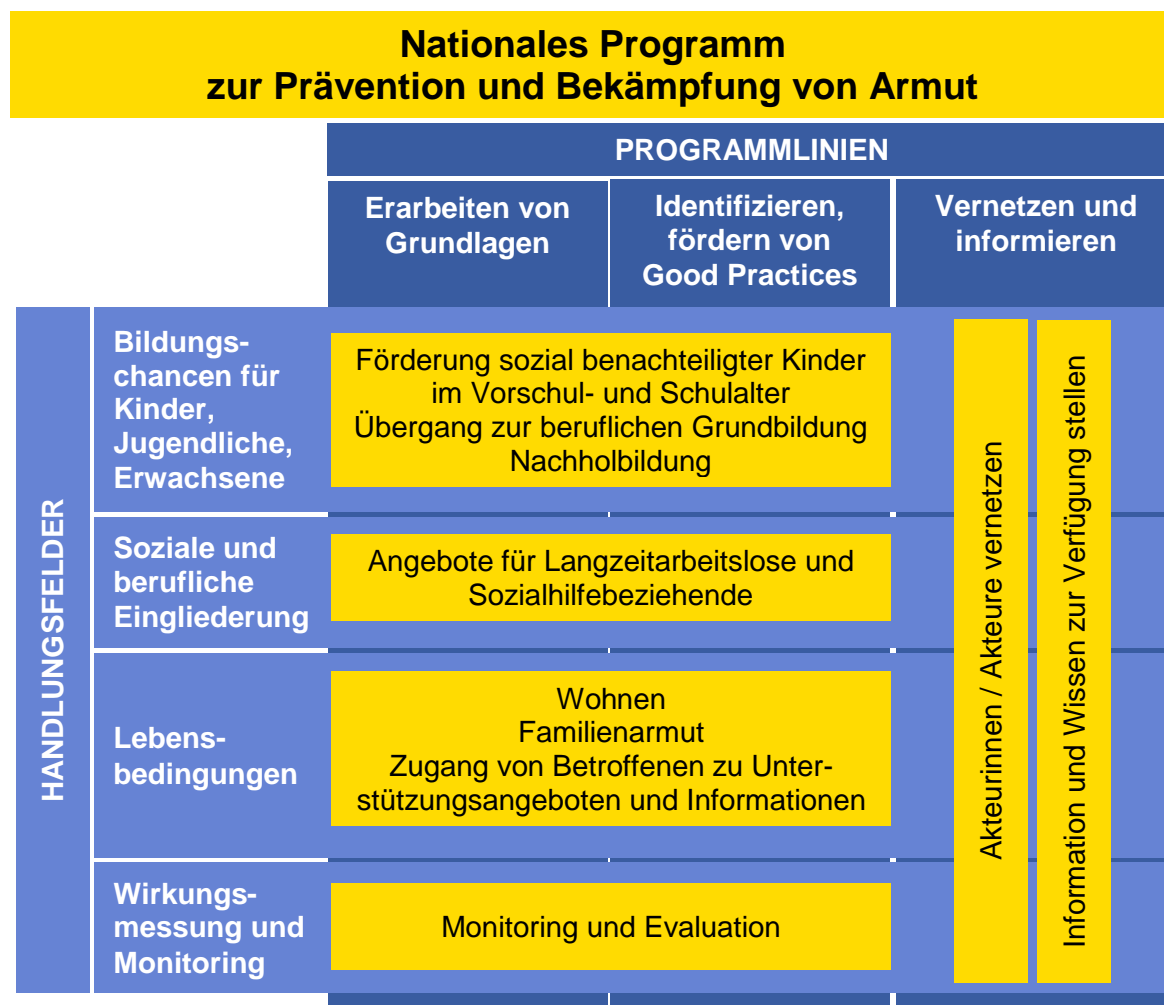 Nationales Programm
zur Prävention und Bekämpfung von Armut
PROGRAMMLINIEN
Erarbeiten von
Grundlagen
Identifizieren,
fördern von
Good Practices
Vernetzen und
informieren
HANDLUNGSFELDER
Bildungs-
chancen für
Kinder,
Jugendliche,
Erwachsene
Förderung sozial benachteiligter Kinder
im Vorschul- und Schulalter
Übergang zur beruflichen Grundbildung
Nachholbildung
Soziale und
berufliche
Eingliederung
Angebote für Langzeitarbeitslose und
Sozialhilfebeziehende
Lebens-
bedingungen
Wohnen
Familienarmut
Zugang von Betroffenen zu Unter-
stützungsangeboten und Informationen
Wirkungs-
messung und
Monitoring
Monitoring und Evaluation
Akteurinnen / Akteure vernetzen
Information und Wissen zur Verfügung stellen